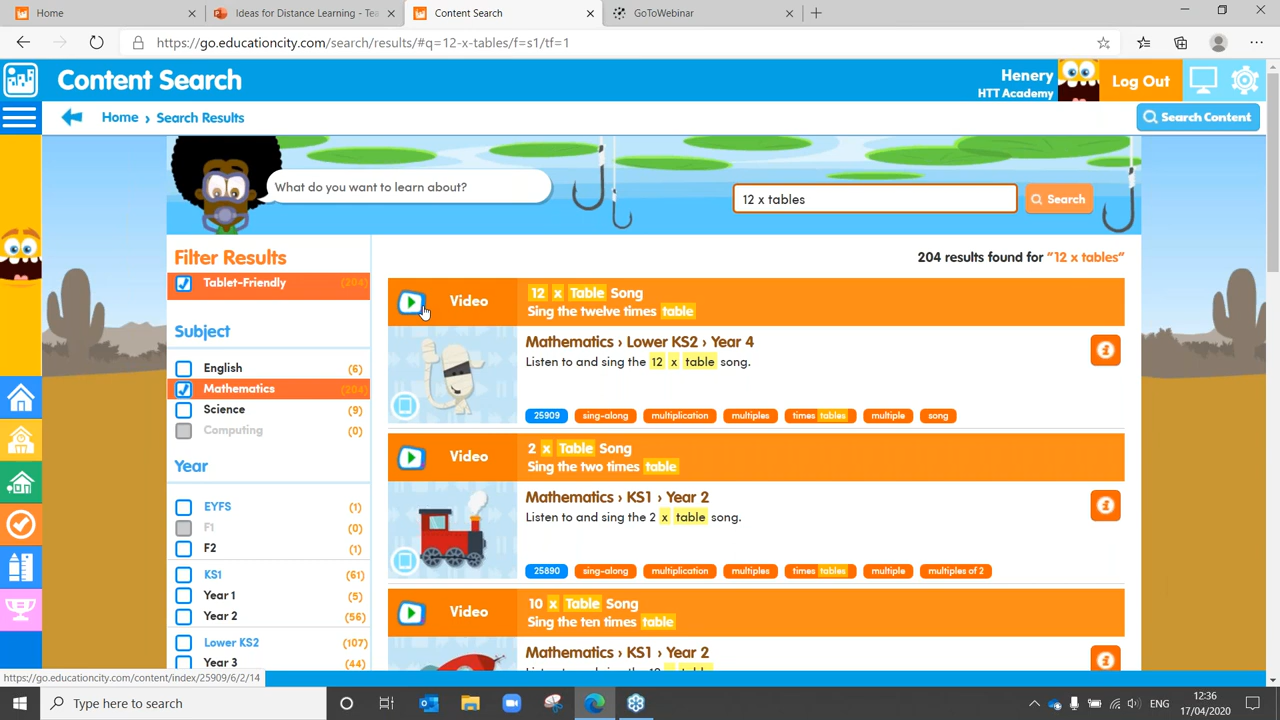 Home
Ideas for Distance Learning - Tea
Content Search
GoToWebinar
https://go.educationcity.com/search/results/#q=12-x-tables/f=s1/tf=1
Content Search
Henery
HTT Academy
Log Out
Home › Search Results
Search Content
What do you want to learn about?
12 x tables
Search
Filter Results
204 results found for "12 x tables"
Tablet-Friendly (204)
Subject
English (6)
Mathematics (204)
Science (9)
Computing (0)
Year
EYFS (1)
F1 (0)
F2 (1)
KS1 (61)
Year 1 (5)
Year 2 (56)
Lower KS2 (107)
Year 3 (44)
Video
12 x Table Song
Sing the twelve times table
Mathematics › Lower KS2 › Year 4
Listen to and sing the 12 x table song.
25909 sing-along multiplication multiples times tables multiple song
Video
2 x Table Song
Sing the two times table
Mathematics › KS1 › Year 2
Listen to and sing the 2 x table song.
25890 sing-along multiplication multiples times tables multiple multiples of 2
Video
10 x Table Song
Sing the ten times table
Mathematics › KS1 › Year 2
https://go.educationcity.com/content/index/25909/6/2/14
Type here to search
ENG
12:36
17/04/2020